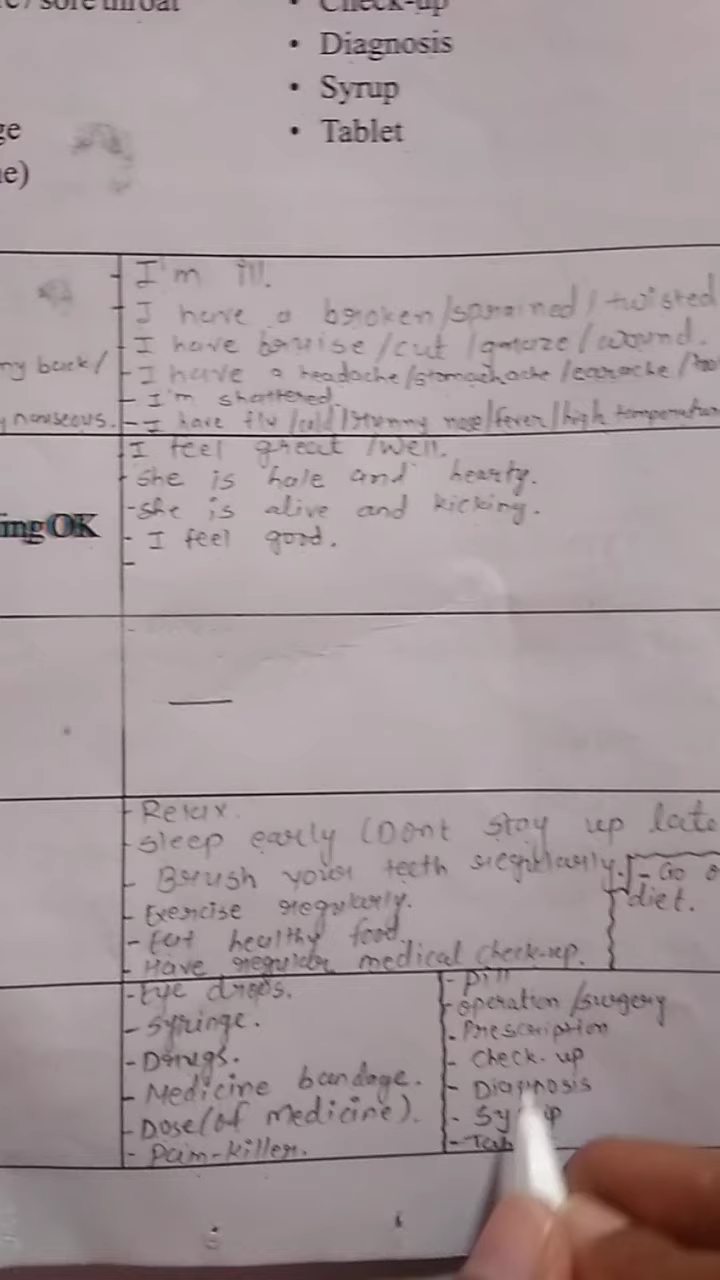 sore throat
• Check-up
• Diagnosis
• Syrup
• Tablet
ge
e)
my back/
nauseous.
- I'm ill.
- I have a broken/sprained/twisted
- I have bruise/cut/graze/wound.
- I have a headache/stomachache/earache/
- I'm shattered.
- I have flu/cold/runny nose/fever/high temperature
I feel great/well.
- she is hale and hearty.
- she is alive and kicking.
ing OK
- I feel good.
-
—
- Relax.
- Sleep early (Dont stay up late
- Brush your teeth regularly.
- Go
diet.
- Exercise regularly.
- Eat healthy food.
- Have regular medical check-up.
- Eye drops.
- Syringe.
- Drugs.
- Medicine bandage.
- Dose (of medicine).
- Pain-killer.
- pill
- operation/surgery
- Prescription
- Check-up
- Diagnosis